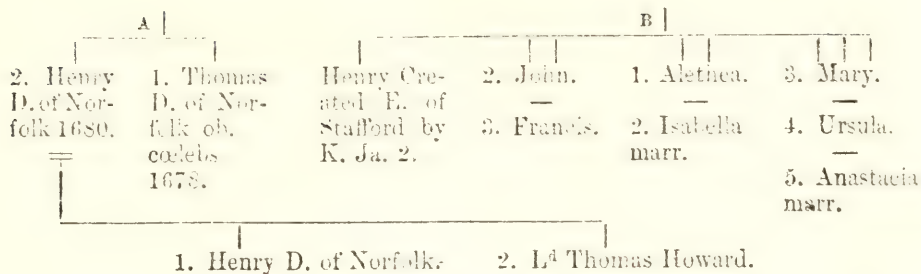 A
B
2. Henry
D. of Nor-
folk 1680.
1. Thomas
D. of Nor-
folk ob.
cœlebs
1678.
Henry Cre-
ated E. of
Stafford by
K. Ja. 2.
2. John.
3. Francis.
1. Alethea.
2. Isabella
marr.
3. Mary.
4. Ursula.
5. Anastacia
marr.
1. Henry D. of Norfolk.
2. Ld Thomas Howard.